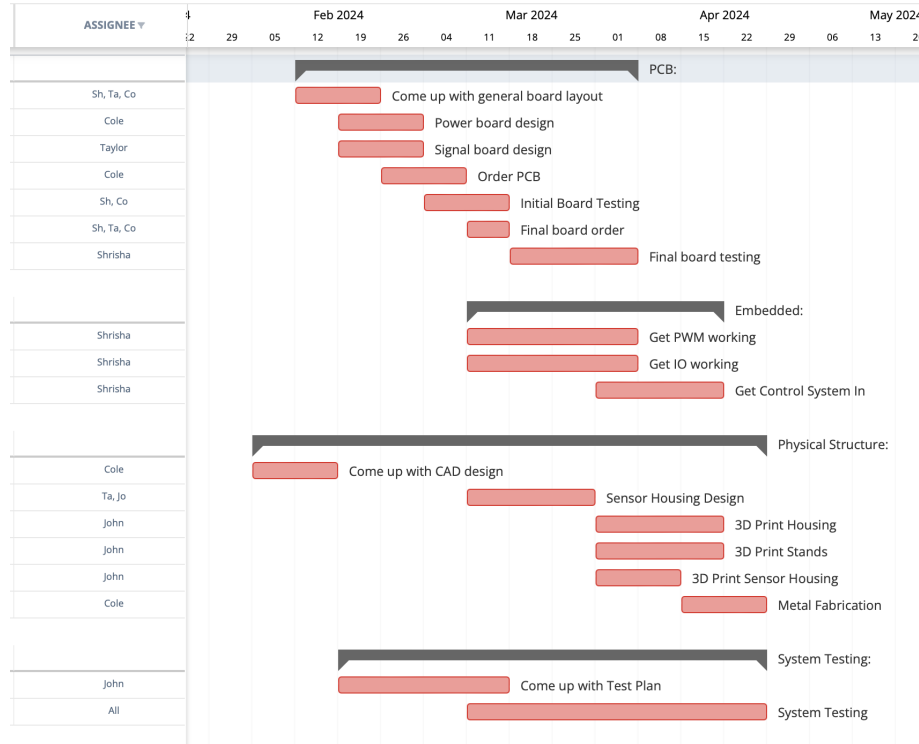 4 Feb 2024 Mar 2024 Apr 2024 May 2024
ASSIGNEE
22 29 05 12 19 26 04 11 18 25 01 08 15 22 29 06 13
PCB:
Sh, Ta, Co Come up with general board layout
Cole Power board design
Taylor Signal board design
Cole Order PCB
Sh, Co Initial Board Testing
Sh, Ta, Co Final board order
Shrisha Final board testing
Embedded:
Shrisha Get PWM working
Shrisha Get IO working
Shrisha Get Control System In
Physical Structure:
Cole Come up with CAD design
Ta, Jo Sensor Housing Design
John 3D Print Housing
John 3D Print Stands
John 3D Print Sensor Housing
Cole Metal Fabrication
System Testing:
John Come up with Test Plan
All System Testing